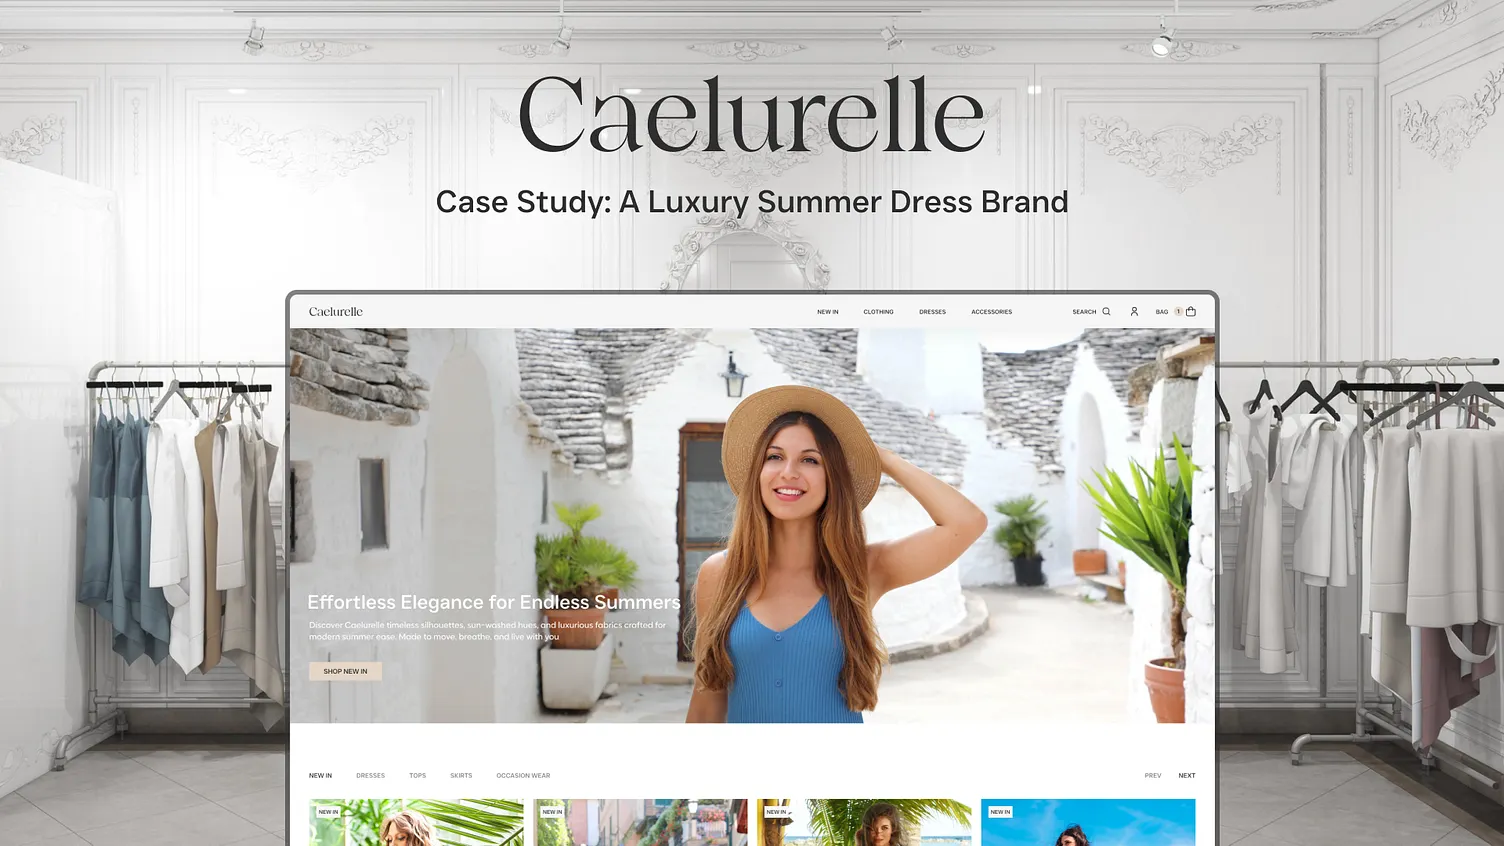 Caelurelle
Case Study: A Luxury Summer Dress Brand
Caelurelle
NEW IN
CLOTHING
DRESSES
ACCESSORIES
SEARCH
BAG 1
Effortless Elegance for Endless Summers
Discover Caelurelle timeless silhouettes, sun-washed hues, and luxurious fabrics crafted for
modern summer ease. Made to move, breathe, and live with you
SHOP NEW IN
NEW IN
DRESSES
TOPS
SKIRTS
OCCASION WEAR
PREV
NEXT
NEW IN
NEW IN
NEW IN
NEW IN